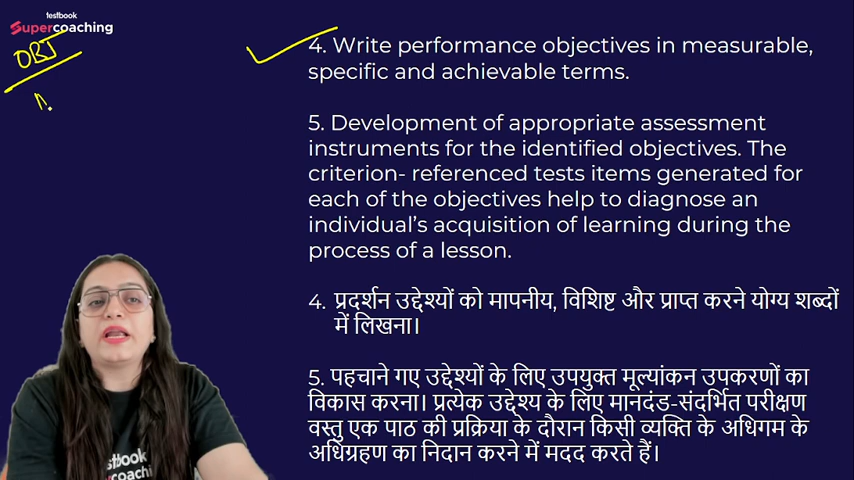 testbook
Supercoaching
OBJ
4. Write performance objectives in measurable,
specific and achievable terms.
5. Development of appropriate assessment
instruments for the identified objectives. The
criterion- referenced tests items generated for
each of the objectives help to diagnose an
individual's acquisition of learning during the
process of a lesson.
4. प्रदर्शन उद्देश्यों को मापनीय, विशिष्ट और प्राप्त करने योग्य शब्दों
में लिखना।
5. पहचाने गए उद्देश्यों के लिए उपयुक्त मूल्यांकन उपकरणों का
विकास करना। प्रत्येक उद्देश्य के लिए मानदंड-संदर्भित परीक्षण
वस्तु एक पाठ की प्रक्रिया के दौरान किसी व्यक्ति के अधिगम के
अधिग्रहण का निदान करने में मदद करते हैं।